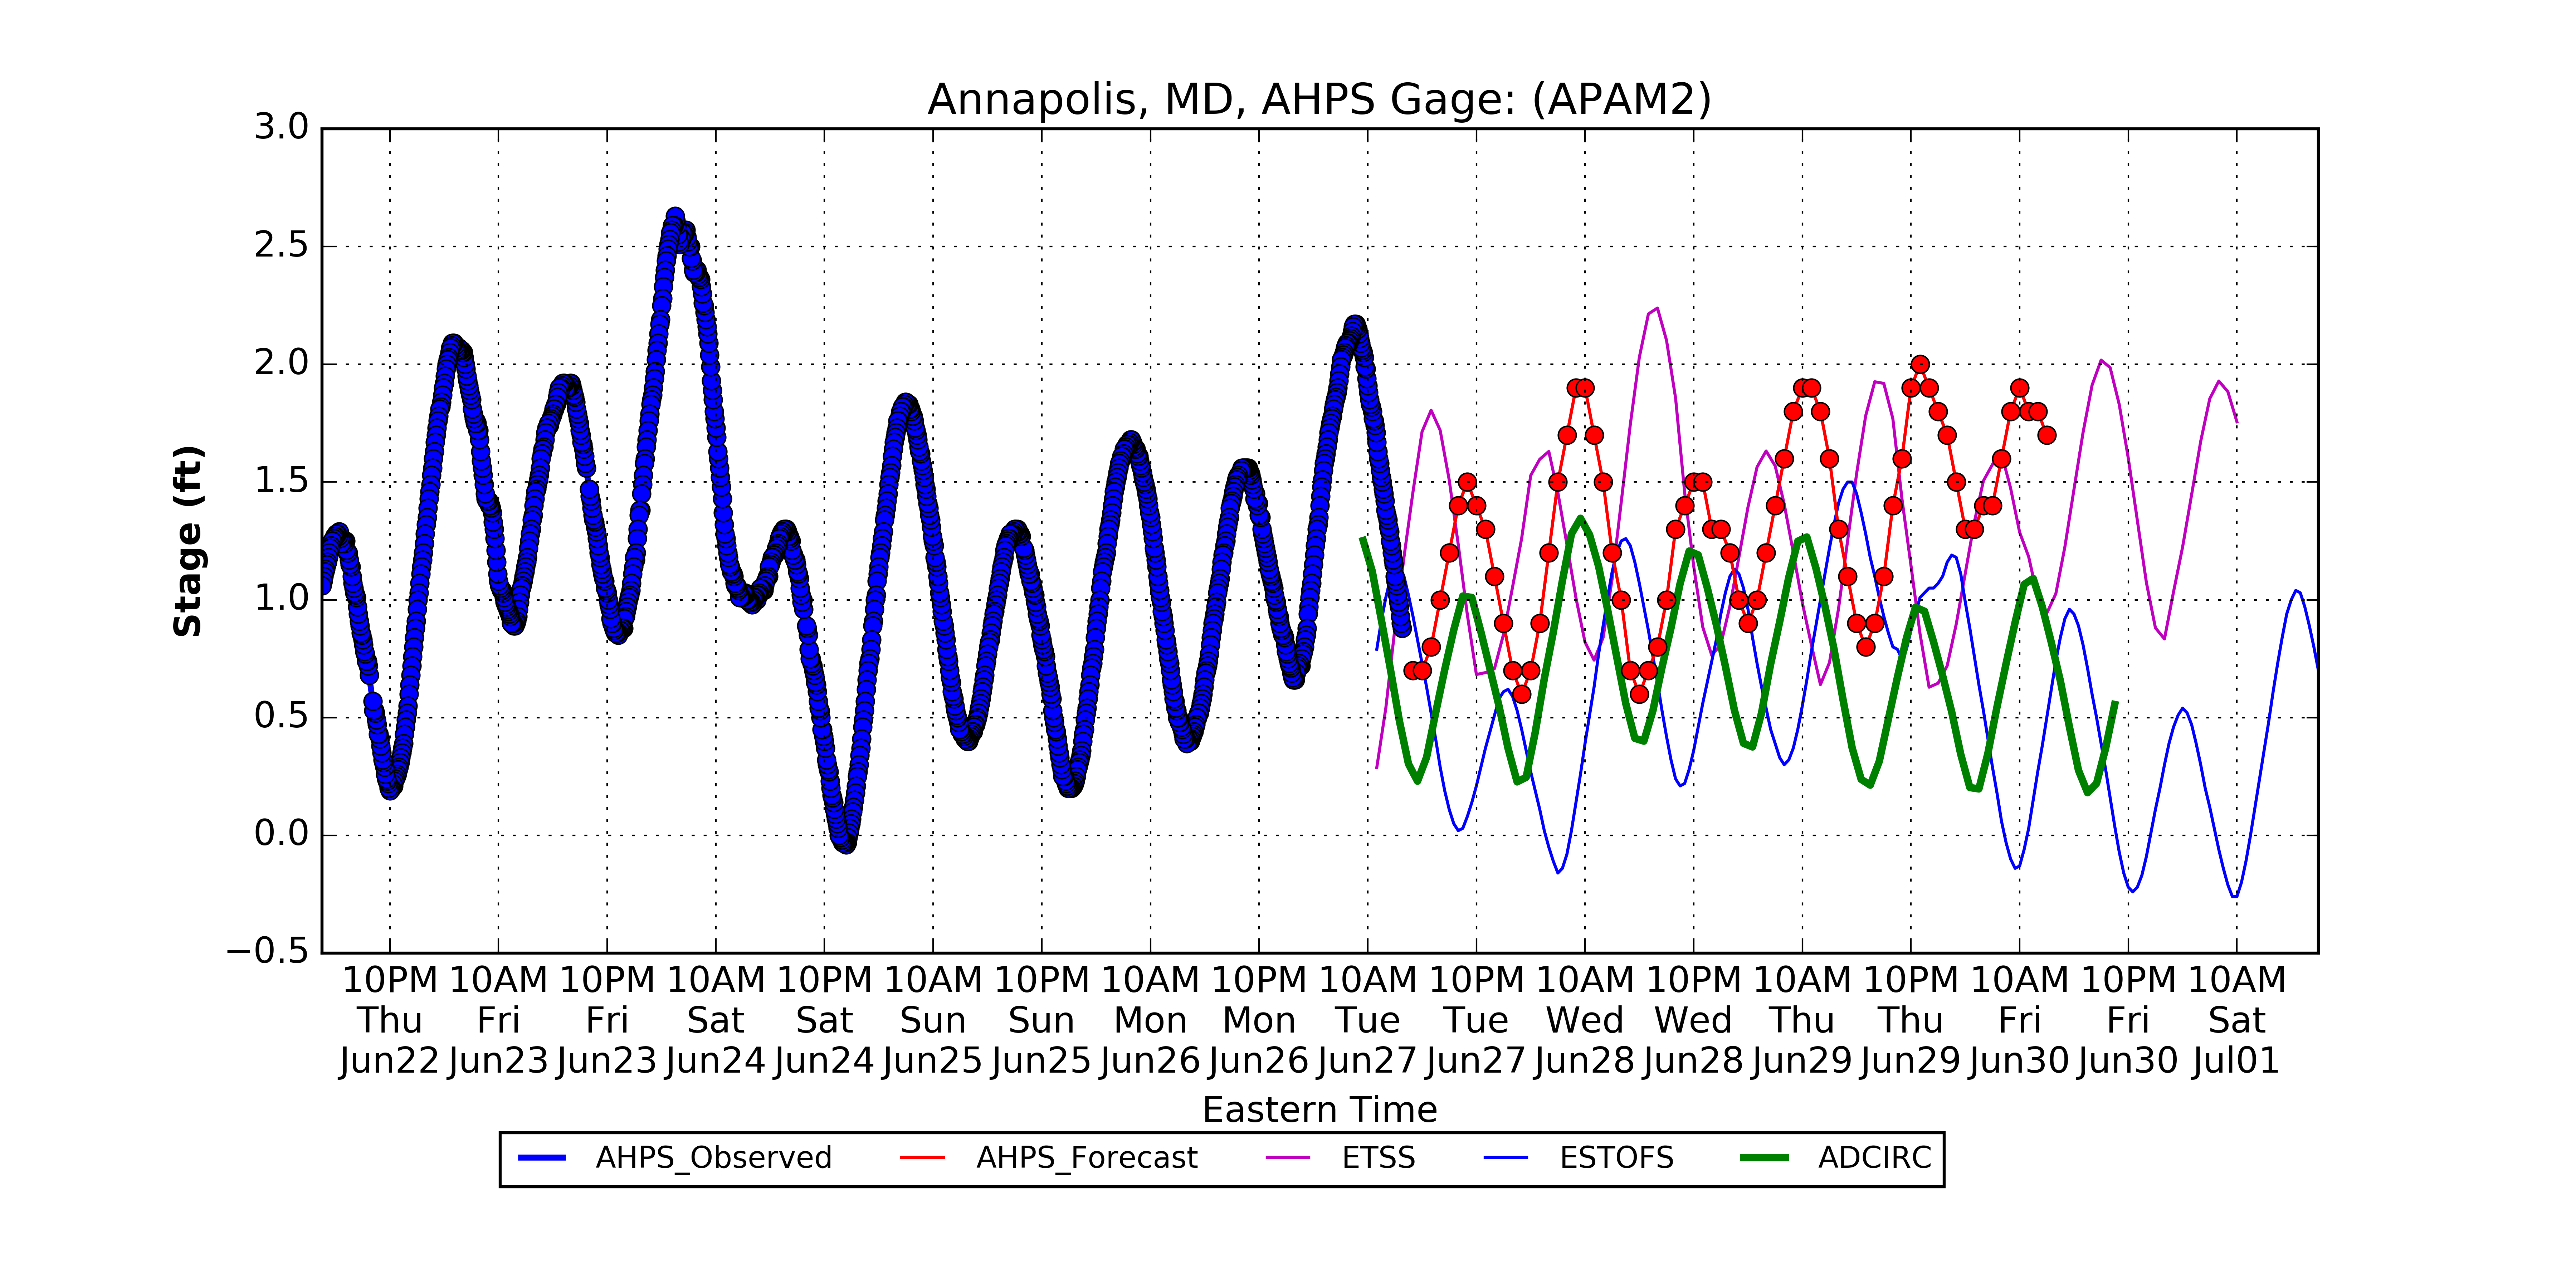 Annapolis, MD, AHPS Gage: (APAM2)
3.0
2.5
2.0
1.5
1.0
0.5
0.0
−0.5
Stage (ft)
10PM 10AM 10PM 10AM 10PM 10AM 10PM 10AM 10PM 10AM 10PM 10AM 10PM 10AM 10PM 10AM 10PM 10AM
Thu Fri Fri Sat Sat Sun Sun Mon Mon Tue Tue Wed Wed Thu Thu Fri Fri Sat
Jun22 Jun23 Jun23 Jun24 Jun24 Jun25 Jun25 Jun26 Jun26 Jun27 Jun27 Jun28 Jun28 Jun29 Jun29 Jun30 Jun30 Jul01
Eastern Time
AHPS_Observed AHPS_Forecast ETSS ESTOFS ADCIRC